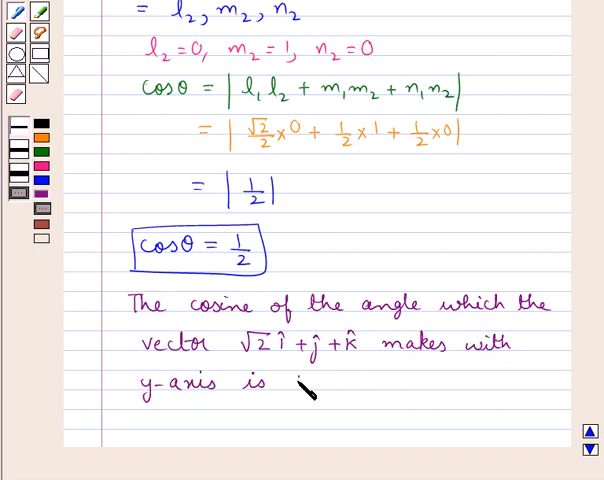 = l₂, m₂, n₂
l₂=0, m₂=1, n₂=0
cosθ = | l₁l₂ + m₁m₂ + n₁n₂ |
= | √2/2 × 0 + 1/2 × 1 + 1/2 × 0 |
= | 1/2 |
cosθ = 1/2
The cosine of the angle which the
vector √2 î + ĵ + k̂ makes with
y-axis is